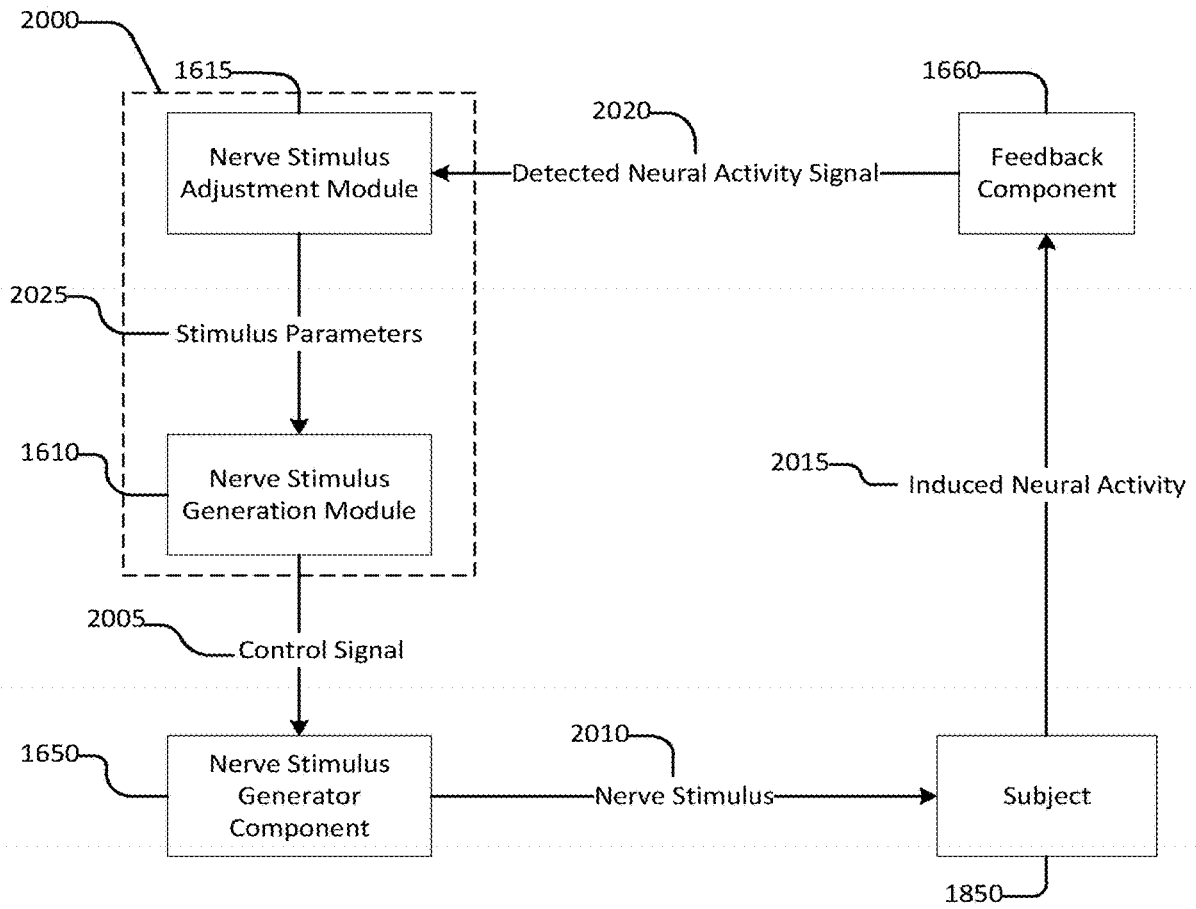 2000
1615
1660
2020
Nerve Stimulus
Adjustment Module
Detected Neural Activity Signal
Feedback
Component
2025
Stimulus Parameters
1610
Nerve Stimulus
Generation Module
2015
Induced Neural Activity
2005
Control Signal
1650
Nerve Stimulus
Generator
Component
2010
Nerve Stimulus
Subject
1850